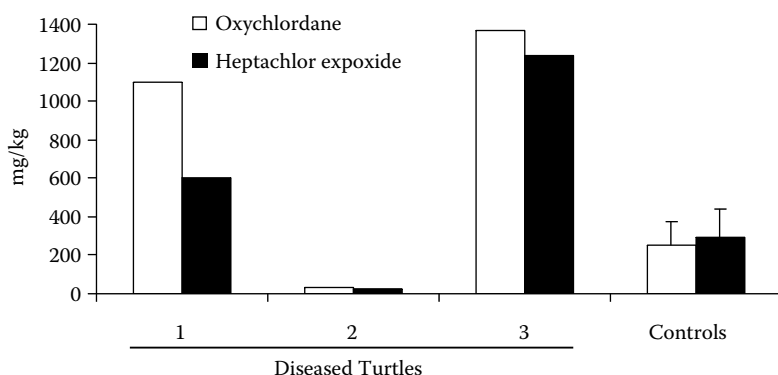 1400
1200
1000
800
600
400
200
0
mg/kg
Oxychlordane
Heptachlor expoxide
1 2 3 Controls
Diseased Turtles